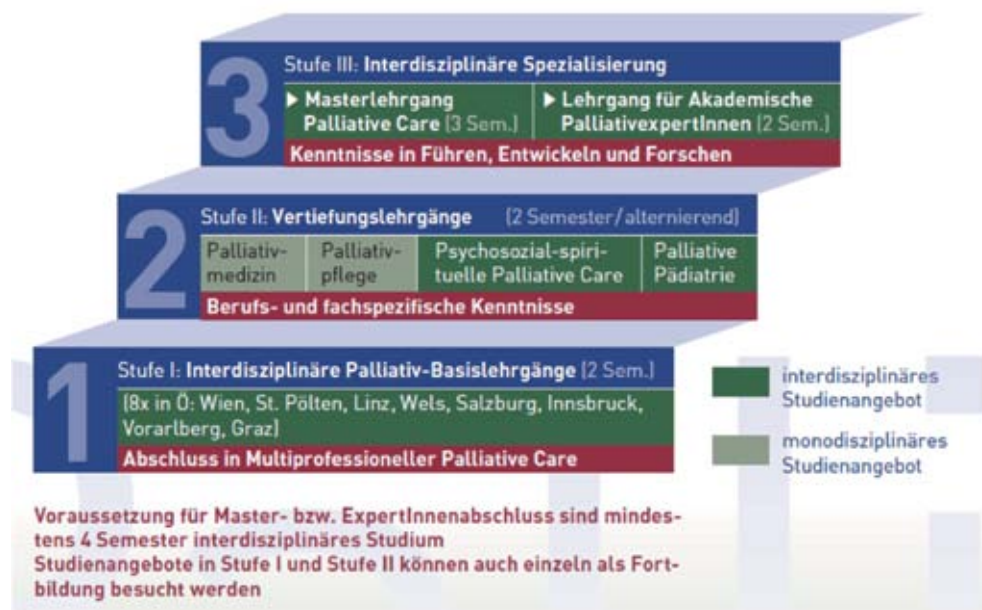 3
Stufe III: Interdisziplinäre Spezialisierung
▶ Masterlehrgang
Palliative Care (3 Sem.)
▶ Lehrgang für Akademische
PalliativexpertInnen (2 Sem.)
Kenntnisse in Führen, Entwickeln und Forschen
2
Stufe II: Vertiefungslehrgänge (2 Semester/alternierend)
Palliativ-
medizin
Palliativ-
pflege
Psychosozial-spiri-
tuelle Palliative Care
Palliative
Pädiatrie
Berufs- und fachspezifische Kenntnisse
1
Stufe I: Interdisziplinäre Palliativ-Basislehrgänge (2 Sem.)
(8x in Ö: Wien, St. Pölten, Linz, Wels, Salzburg, Innsbruck,
Vorarlberg, Graz)
Abschluss in Multiprofessioneller Palliative Care
interdisziplinäres
Studienangebot
monodisziplinäres
Studienangebot
Voraussetzung für Master- bzw. ExpertInnenabschluss sind mindes-
tens 4 Semester interdisziplinäres Studium
Studienangebote in Stufe I und Stufe II können auch einzeln als Fort-
bildung besucht werden